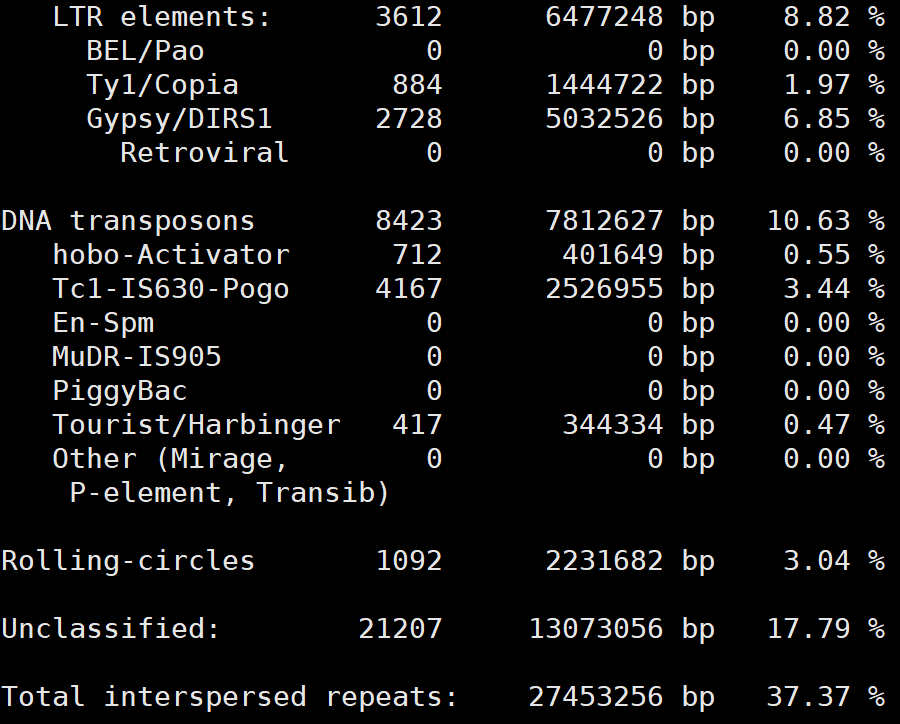 LTR elements: 3612 6477248 bp 8.82 %
BEL/Pao 0 0 bp 0.00 %
Ty1/Copia 884 1444722 bp 1.97 %
Gypsy/DIRS1 2728 5032526 bp 6.85 %
Retroviral 0 0 bp 0.00 %
DNA transposons 8423 7812627 bp 10.63 %
hobo-Activator 712 401649 bp 0.55 %
Tc1-IS630-Pogo 4167 2526955 bp 3.44 %
En-Spm 0 0 bp 0.00 %
MuDR-IS905 0 0 bp 0.00 %
PiggyBac 0 0 bp 0.00 %
Tourist/Harbinger 417 344334 bp 0.47 %
Other (Mirage, 0 0 bp 0.00 %
P-element, Transib)
Rolling-circles 1092 2231682 bp 3.04 %
Unclassified: 21207 13073056 bp 17.79 %
Total interspersed repeats: 27453256 bp 37.37 %